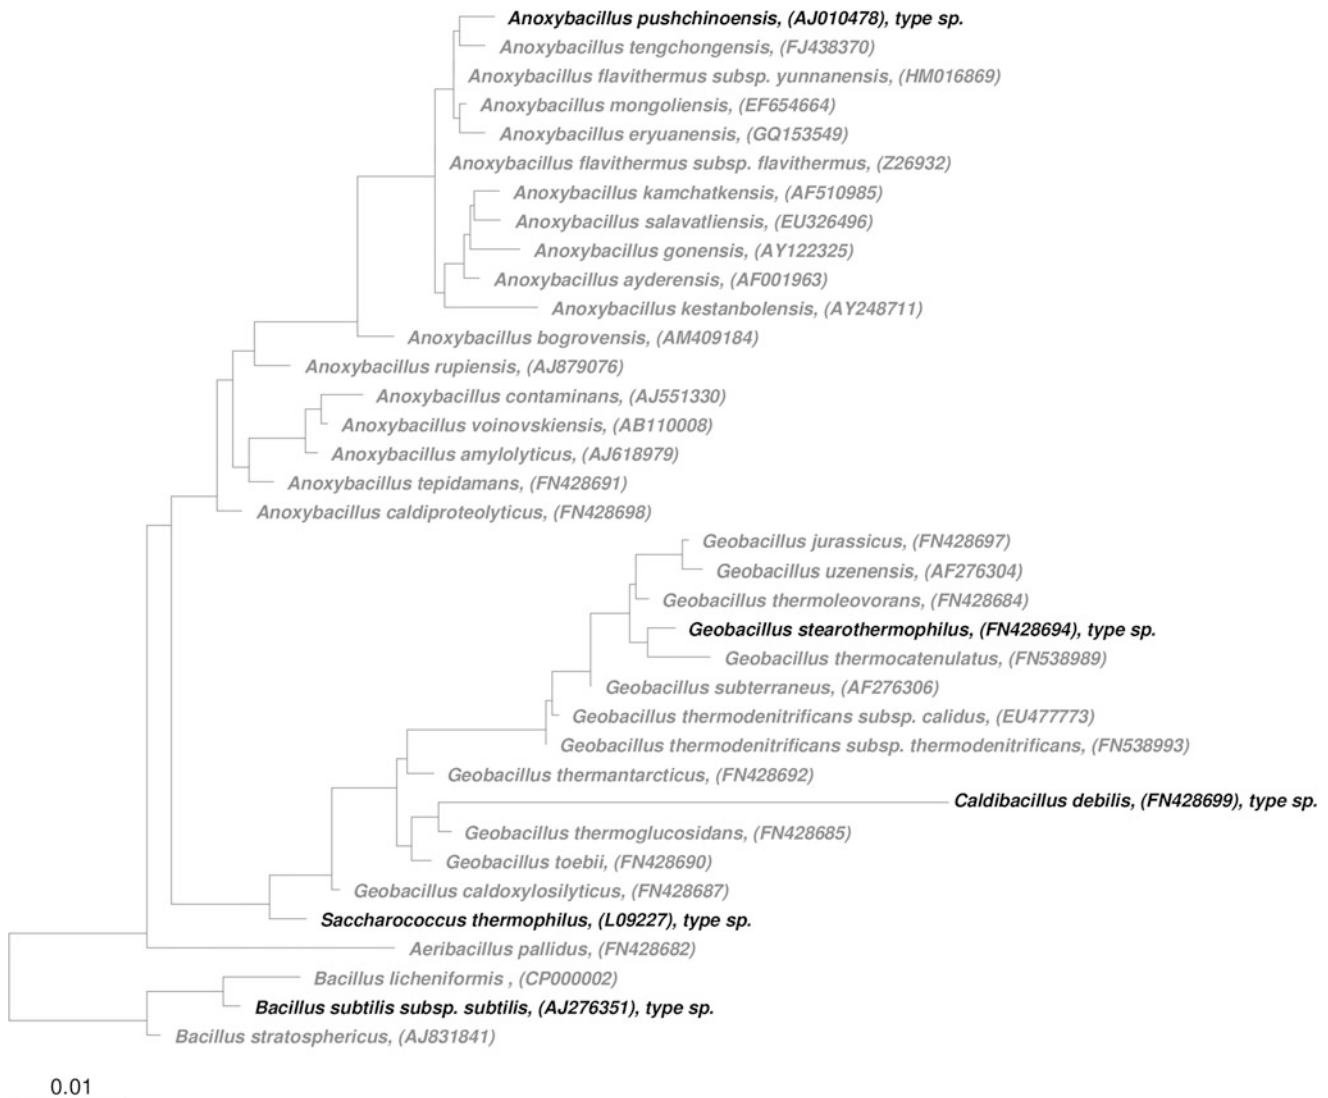 Anoxybacillus pushchinoensis, (AJ010478), type sp.
Anoxybacillus tengchongensis, (FJ438370)
Anoxybacillus flavithermus subsp. yunnanensis, (HM016869)
Anoxybacillus mongoliensis, (EF654664)
Anoxybacillus eryuanensis, (GQ153549)
Anoxybacillus flavithermus subsp. flavithermus, (Z26932)
Anoxybacillus kamchatkensis, (AF510985)
Anoxybacillus salavatliensis, (EU326496)
Anoxybacillus gonensis, (AY122325)
Anoxybacillus ayderensis, (AF001963)
Anoxybacillus kestanbolensis, (AY248711)
Anoxybacillus bogrovensis, (AM409184)
Anoxybacillus rupiensis, (AJ879076)
Anoxybacillus contaminans, (AJ551330)
Anoxybacillus voinovskiensis, (AB110008)
Anoxybacillus amylolyticus, (AJ618979)
Anoxybacillus tepidamans, (FN428691)
Anoxybacillus caldiproteolyticus, (FN428698)
Geobacillus jurassicus, (FN428697)
Geobacillus uzenensis, (AF276304)
Geobacillus thermoleovorans, (FN428684)
Geobacillus stearothermophilus, (FN428694), type sp.
Geobacillus thermocatenulatus, (FN538989)
Geobacillus subterraneus, (AF276306)
Geobacillus thermodenitrificans subsp. calidus, (EU477773)
Geobacillus thermodenitrificans subsp. thermodenitrificans, (FN538993)
Geobacillus thermantarcticus, (FN428692)
Caldibacillus debilis, (FN428699), type sp.
Geobacillus thermoglucosidans, (FN428685)
Geobacillus toebii, (FN428690)
Geobacillus caldoxylosilyticus, (FN428687)
Saccharococcus thermophilus, (L09227), type sp.
Aeribacillus pallidus, (FN428682)
Bacillus licheniformis , (CP000002)
Bacillus subtilis subsp. subtilis, (AJ276351), type sp.
Bacillus stratosphericus, (AJ831841)
0.01